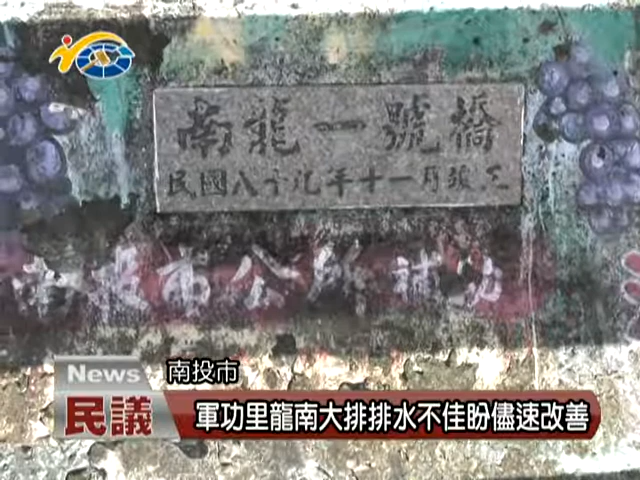 南龍一號橋
民國八十九年十一月竣工
南投市公所補助
News
南投市
民議
軍功里龍南大排排水不佳盼儘速改善